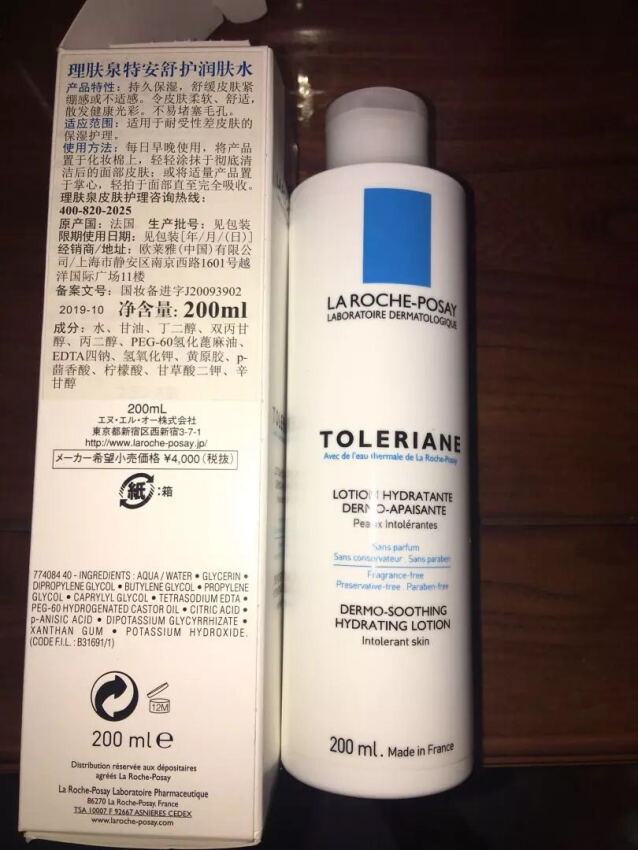 理肤泉特安舒护润肤水
产品特性：持久保湿，舒缓皮肤紧
绷感或不适感。令皮肤柔软、舒适，
散发健康光彩。不易堵塞毛孔。
适应范围：适用于耐受性差皮肤的
保湿护理。
使用方法：每日早晚使用，将产品
置于化妆棉上，轻轻涂抹于彻底清
洁后的面部皮肤；或将适量产品置
于掌心，轻拍于面部直至完全吸收。
理肤泉皮肤护理咨询热线：
400-820-2025
原产国：法国 生产批号：见包装
限期使用日期：见包装[年/月/(日)]
经销商/地址：欧莱雅(中国)有限公
司/上海市静安区南京西路1601号越
洋国际广场11楼
备案文号：国妆备进字J20093902
2019-10 净含量：200ml
成分：水、甘油、丁二醇、双丙甘
醇、丙二醇、PEG-60氢化蓖麻油、
EDTA四钠、氢氧化钾、黄原胶、p-
茴香酸、柠檬酸、甘草酸二钾、辛
甘醇
200mL
エヌ・エル・オー株式会社
東京都新宿区西新宿3-7-1
http://www.laroche-posay.jp/
メーカー希望小売価格 ¥4,000 (税抜)
紙：箱
774084 40 - INGREDIENTS : AQUA / WATER • GLYCERIN •
DIPROPYLENE GLYCOL • BUTYLENE GLYCOL • PROPYLENE
GLYCOL • CAPRYLYL GLYCOL • TETRASODIUM EDTA •
PEG-60 HYDROGENATED CASTOR OIL • CITRIC ACID •
p-ANISIC ACID • DIPOTASSIUM GLYCYRRHIZATE •
XANTHAN GUM • POTASSIUM HYDROXIDE.
(CODE F.I.L. : B31691/1)
12M
200 ml e
Distribution réservée aux dépositaires
agréés La Roche-Posay
La Roche-Posay Laboratoire Pharmaceutique
86270 La Roche-Posay, France
TSA 10007 F 92667 ASNIERES CEDEX
www.laroche-posay.com
LA ROCHE-POSAY
LABORATOIRE DERMATOLOGIQUE
TOLERIANE
Avec de l'eau thermale de La Roche-Posay
LOTION HYDRATANTE
DERMO-APAISANTE
Peaux intolérantes
Sans parfum
Sans conservateur . Sans paraben
Fragrance-free
Preservative-free . Paraben-free
DERMO-SOOTHING
HYDRATING LOTION
Intolerant skin
200 ml. Made in France